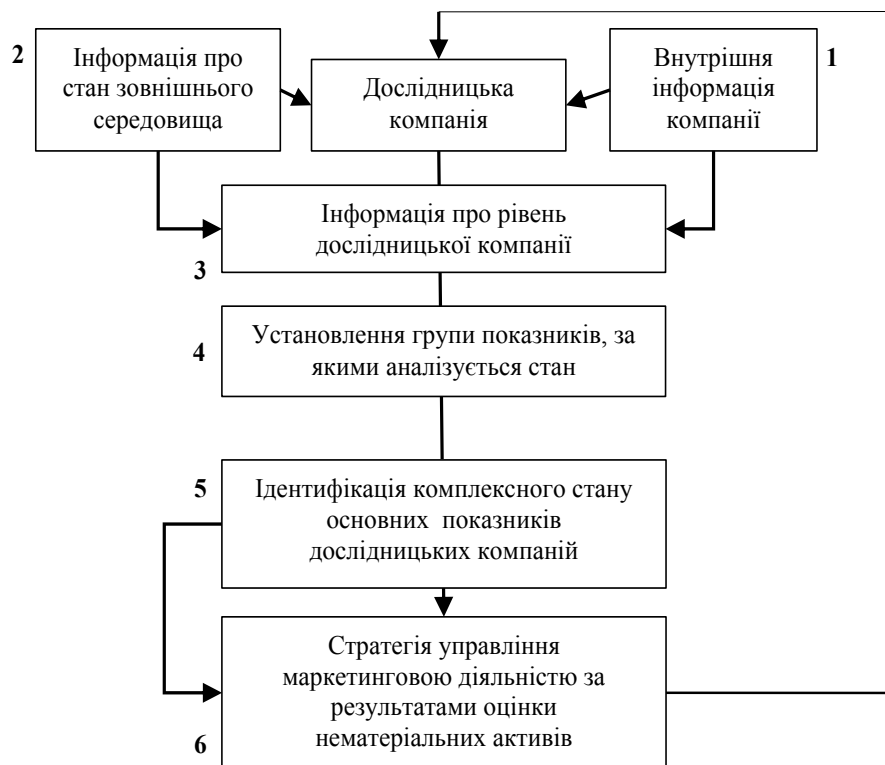 2
Інформація про
стан зовнішнього
середовища
Дослідницька
компанія
Внутрішня
інформація
компанії
1
Інформація про рівень
дослідницької компанії
3
Установлення групи показників, за
якими аналізується стан
4
5
Ідентифікація комплексного стану
основних показників
дослідницьких компаній
Стратегія управління
маркетинговою діяльністю за
результатами оцінки
нематеріальних активів
6